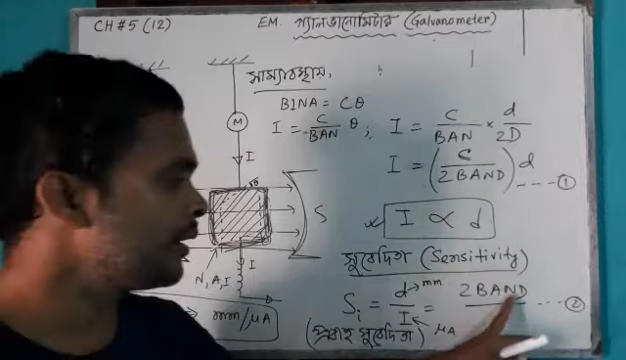 CH #5 (12)
EM. গ্যালভানোমিটার (Galvanometer)
সাম্যাবস্থায়,
BINA = Cθ
I = C/BAN θ ; I = C/BAN × d/2D
I = (C/2BAND) d ---- ①
I ∝ d
সুবেদিতা (Sensitivity)
S_i = d/I = 2BAND ---- ②
mm
μA
(প্রবাহ সুবেদিতা)
M
I
S
I
N, A, I
mm/μA